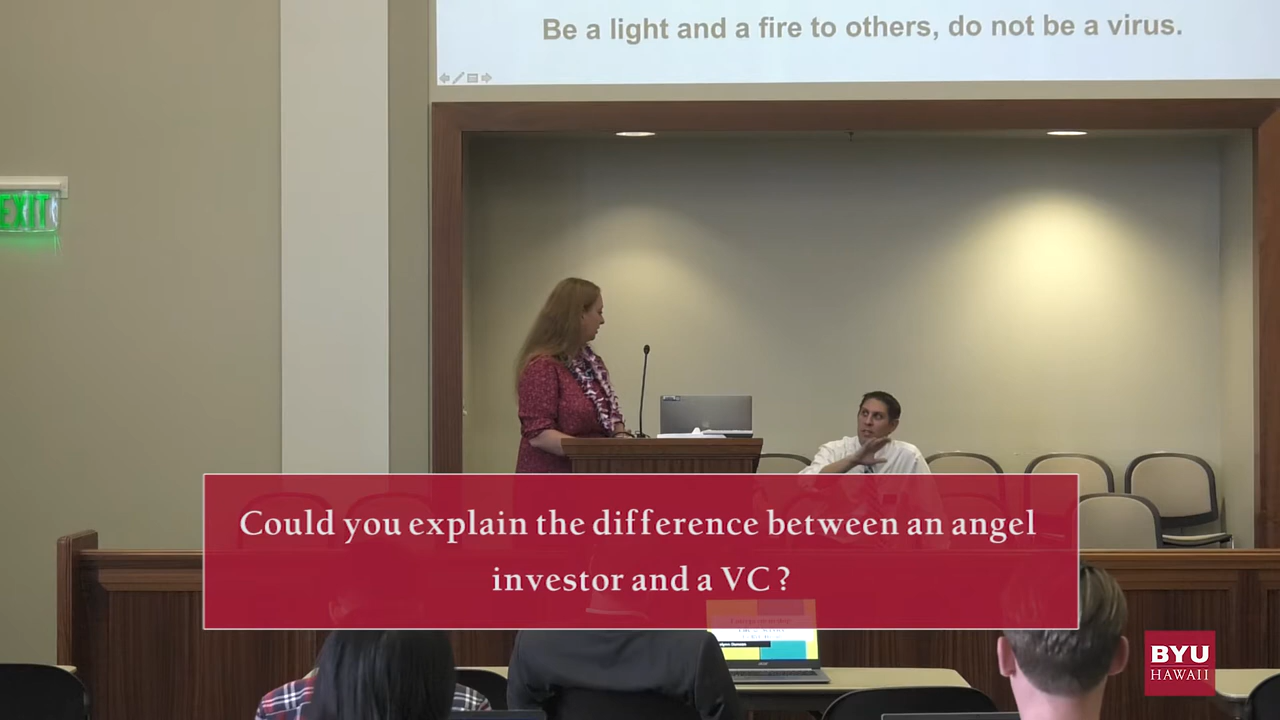 Be a light and a fire to others, do not be a virus.
EXIT
Could you explain the difference between an angel
investor and a VC ?
BYU
HAWAII
acer